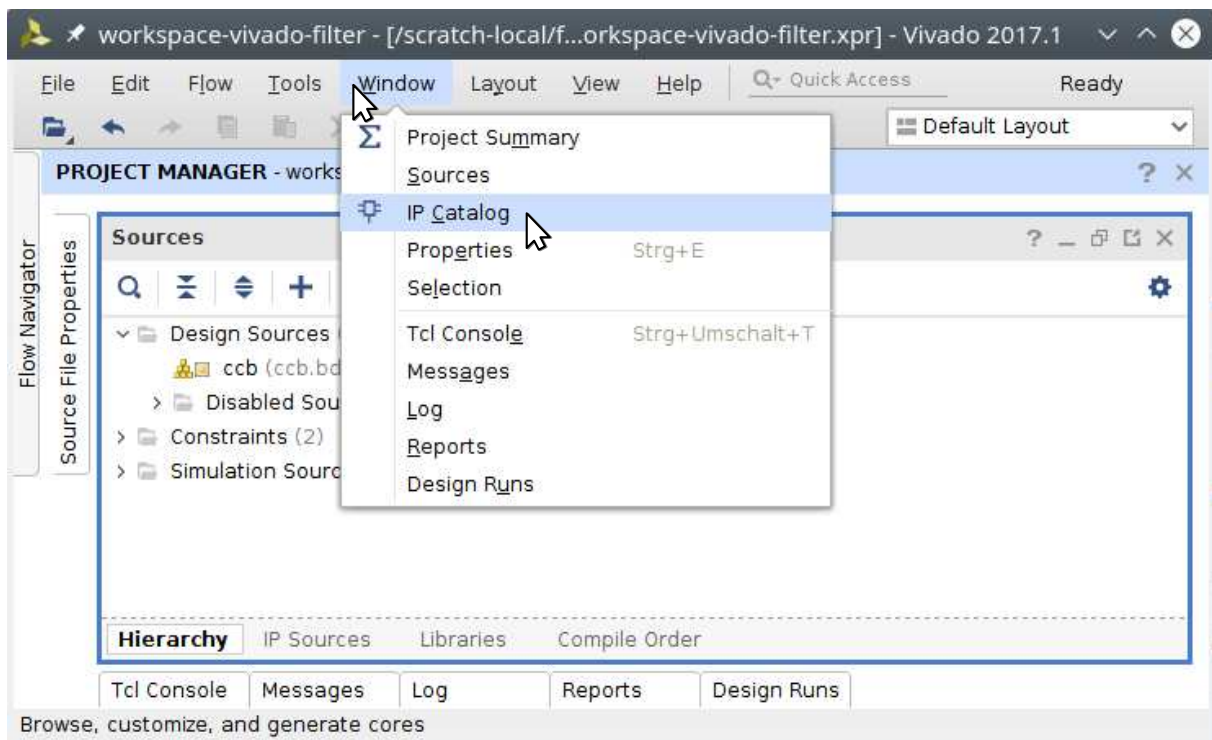 workspace-vivado-filter - [/scratch-local/f...orkspace-vivado-filter.xpr] - Vivado 2017.1
File Edit Flow Tools Window Layout View Help Quick Access Ready
Default Layout
PROJECT MANAGER - works
Flow Navigator
Source File Properties
Sources
Design Sources
ccb (ccb.bd
Disabled Sou
Constraints (2)
Simulation Sourc
Project Summary
Sources
IP Catalog
Properties Strg+E
Selection
Tcl Console Strg+Umschalt+T
Messages
Log
Reports
Design Runs
Hierarchy IP Sources Libraries Compile Order
Tcl Console Messages Log Reports Design Runs
Browse, customize, and generate cores